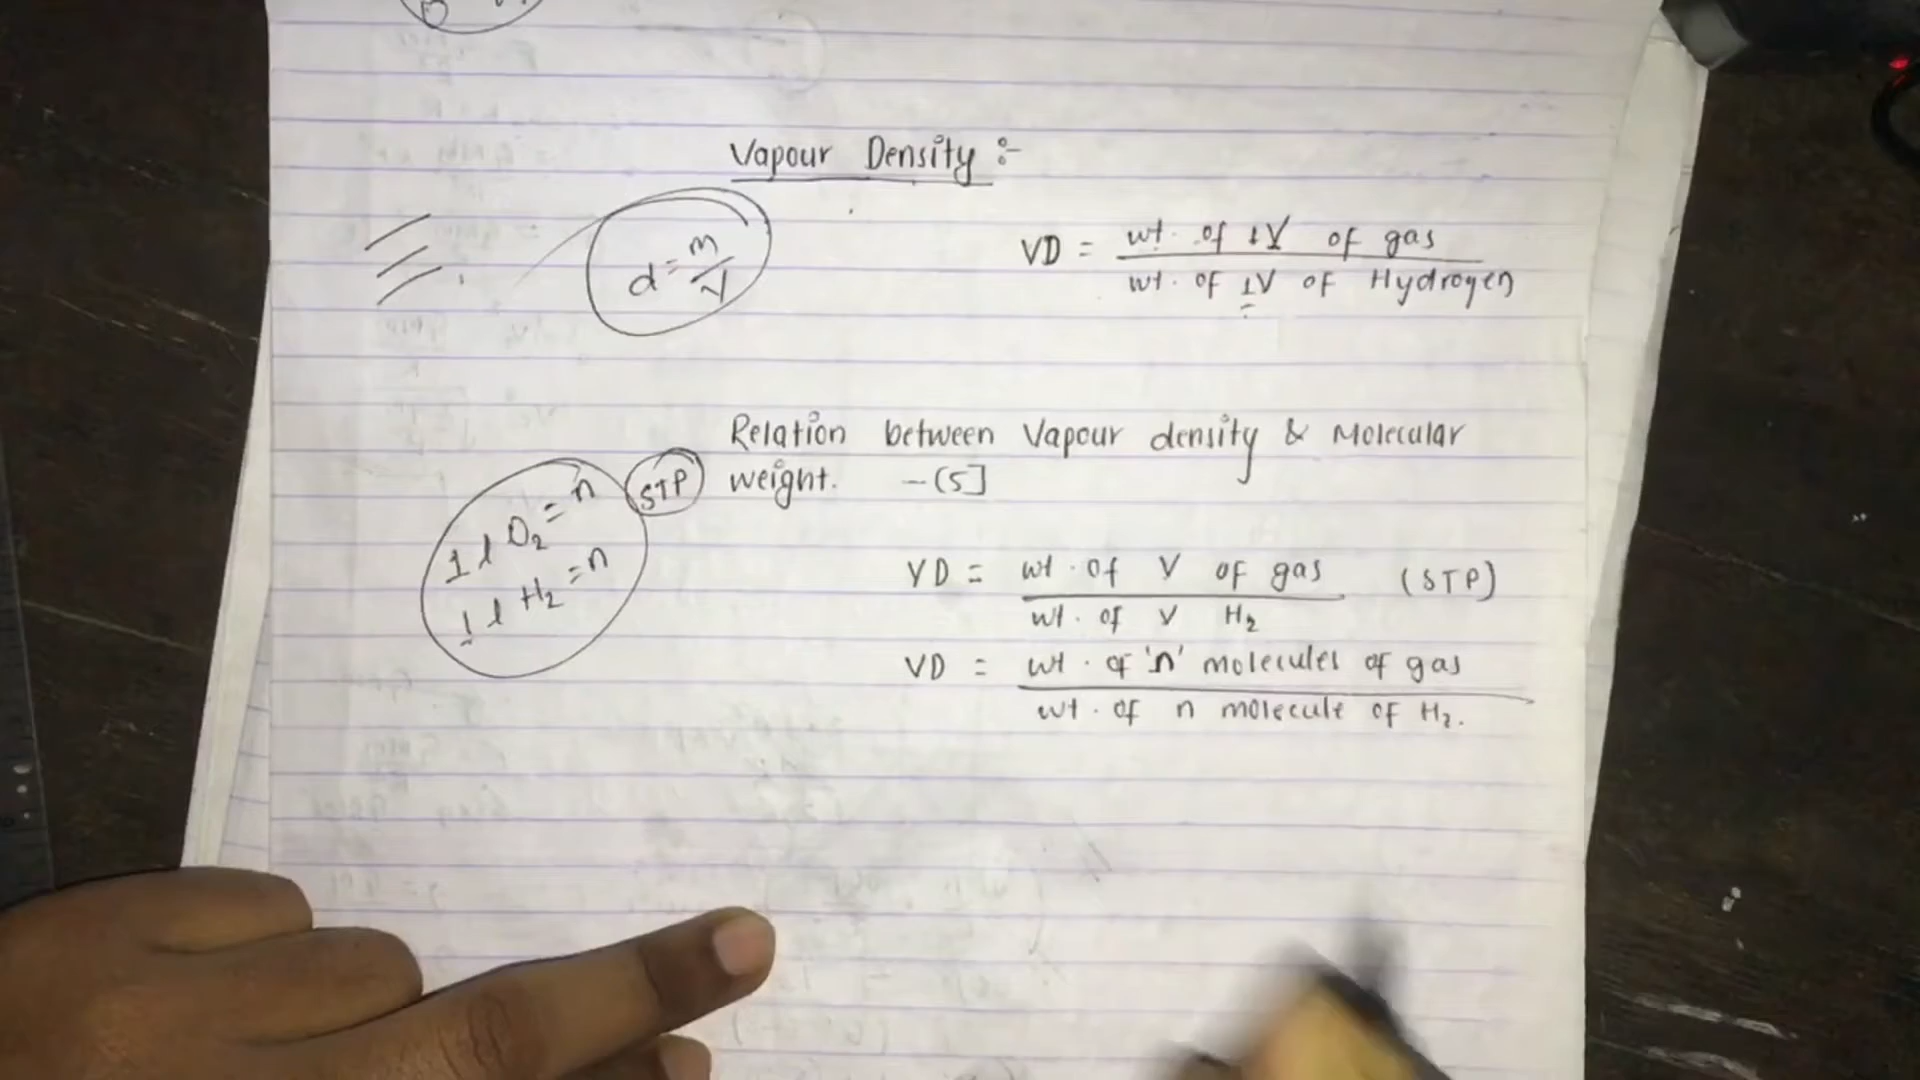 Vapour Density :-
d = m/V
VD = wt. of 1V of gas / wt. of 1V of Hydrogen
Relation between Vapour density & Molecular
weight. -(5]
STP
1 l O₂ = n
1 l H₂ = n
VD = wt. of V of gas / wt. of V H₂ (STP)
VD = wt. of 'n' molecules of gas / wt. of n molecule of H₂.